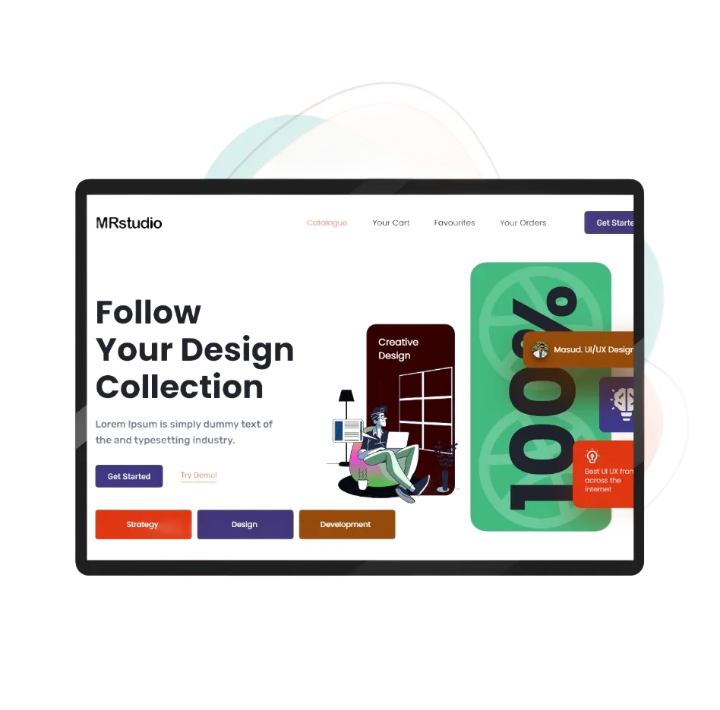 MRstudio
Catalogue Your Cart Favourites Your Orders Get Starte
Follow
Your Design
Collection
Lorem Ipsum is simply dummy text of
the and typesetting industry.
Get Started Try Demo!
Strategy Design Development
Creative
Design
100%
Masud. UI/UX Design
Best UI UX fran
across the
internet